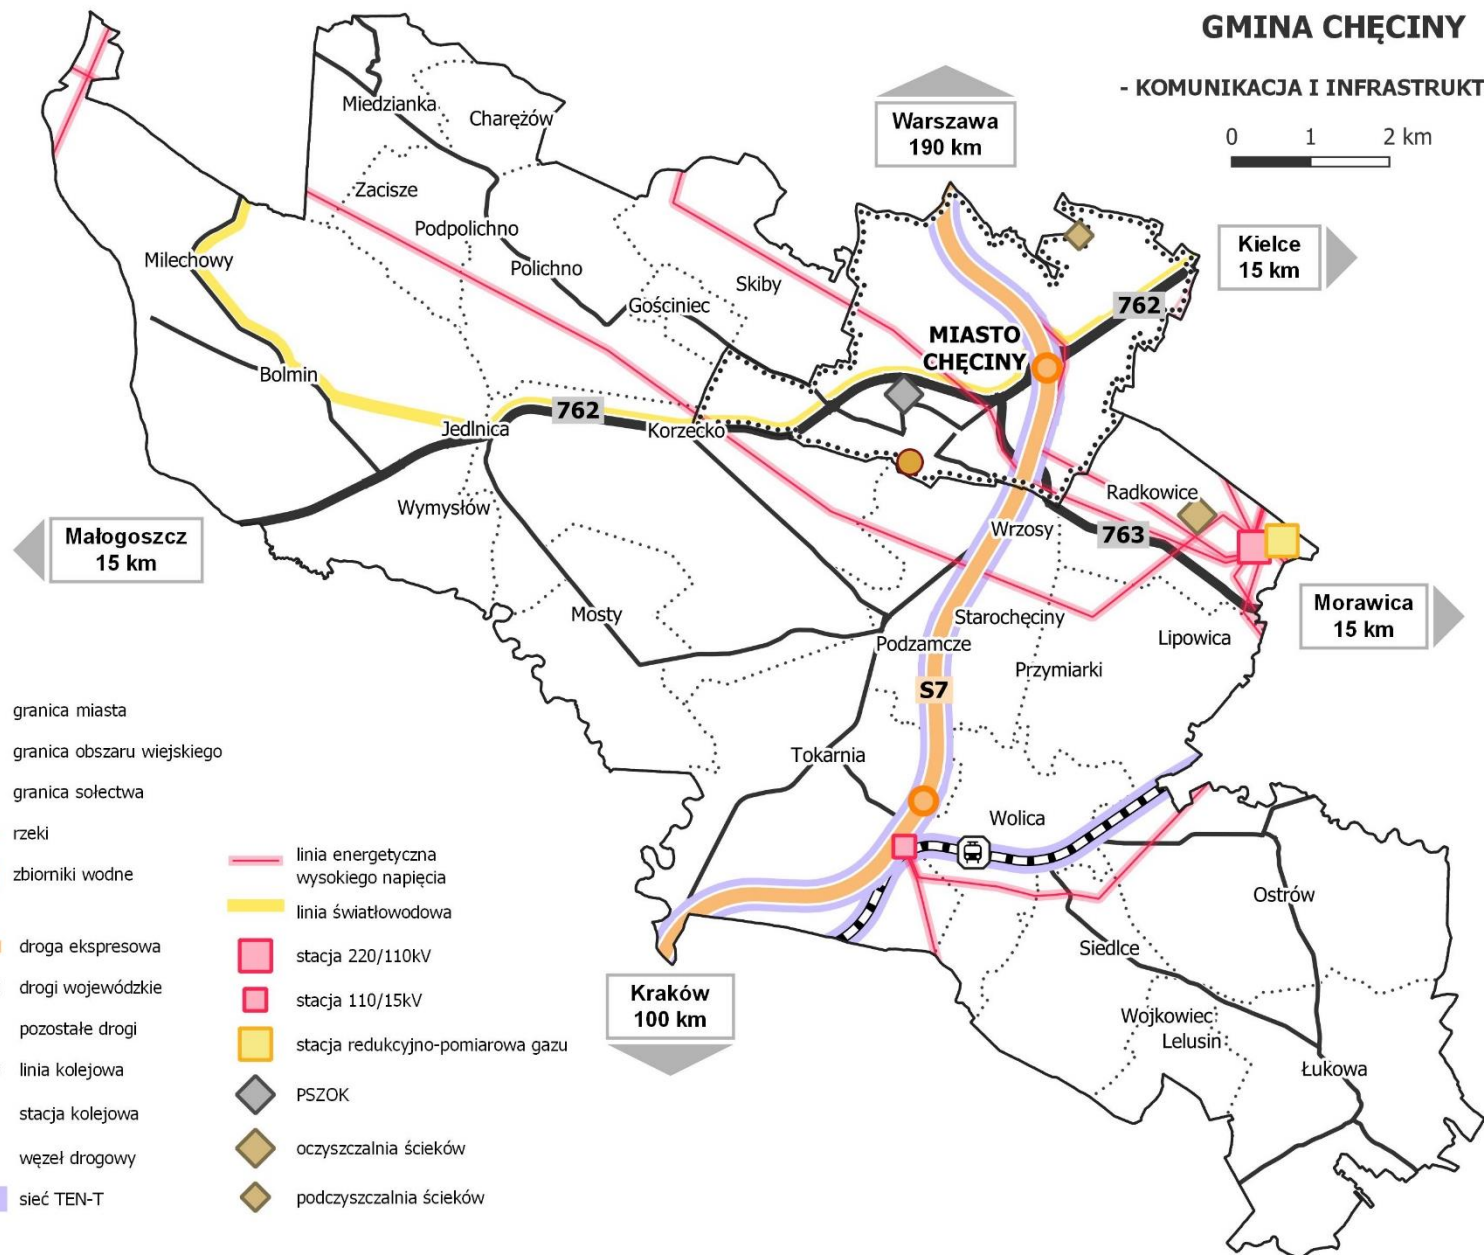 GMINA CHĘCINY
- KOMUNIKACJA I INFRASTRUKT
0 1 2 km
Warszawa
190 km
Kielce
15 km
Miedzianka
Charężów
Zacisze
Podpolichno
Polichno
Milechowy
Gościniec
Skiby
762
MIASTO
CHĘCINY
Bolmin
762
Jedlnica
Korzecko
Wymysłów
Radkowice
Wrzosy
763
Małogoszcz
15 km
Mosty
Starochęciny
Podzamcze
Lipowica
Morawica
15 km
Przymiarki
S7
Tokarnia
Wolica
Ostrów
Siedlce
Kraków
100 km
Wojkowiec
Lelusin
Łukowa
granica miasta
granica obszaru wiejskiego
granica sołectwa
rzeki
zbiorniki wodne
droga ekspresowa
drogi wojewódzkie
pozostałe drogi
linia kolejowa
stacja kolejowa
węzeł drogowy
sieć TEN-T
linia energetyczna
wysokiego napięcia
linia światłowodowa
stacja 220/110kV
stacja 110/15kV
stacja redukcyjno-pomiarowa gazu
PSZOK
oczyszczalnia ścieków
podczyszczalnia ścieków